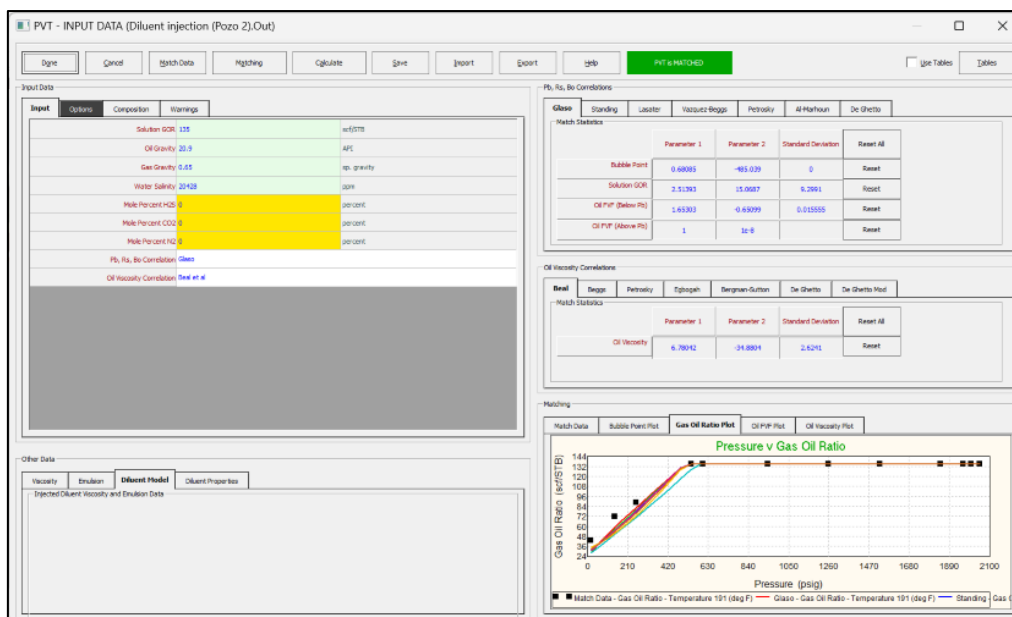 PVT - INPUT DATA (Diluent injection (Pozo 2).Out)
Done Cancel Match Data Matching Calculate Save Import Export Help PVT is MATCHED Use Tables Tables
Input Data
Input Options Composition Warnings
Solution GOR 135 scf/STB
Oil Gravity 20.9 API
Gas Gravity 0.65 sp. gravity
Water Salinity 20428 ppm
Mole Percent H2S 0 percent
Mole Percent CO2 0 percent
Mole Percent N2 0 percent
Pb, Rs, Bo Correlation Glaso
Oil Viscosity Correlation Beal et al
Pb, Rs, Bo Correlations
Glaso Standing Lasater Vazquez-Beggs Petrosky Al-Marhoun De Ghetto
Match Statistics
Parameter 1 Parameter 2 Standard Deviation Reset All
Bubble Point 0.68085 -485.039 0 Reset
Solution GOR 2.51393 15.0687 9.2991 Reset
Oil FVF (Below Pb) 1.65303 -0.65099 0.015555 Reset
Oil FVF (Above Pb) 1 1e-8 Reset
Oil Viscosity Correlations
Beal Beggs Petrosky Egbogah Bergman-Sutton De Ghetto De Ghetto Mod
Match Statistics
Parameter 1 Parameter 2 Standard Deviation Reset All
Oil Viscosity 6.78042 -34.8804 2.6241 Reset
Other Data
Viscosity Emulsion Diluent Model Diluent Properties
Injected Diluent Viscosity and Emulsion Data
Matching
Match Data Bubble Point Plot Gas Oil Ratio Plot Oil FVF Plot Oil Viscosity Plot
Pressure v Gas Oil Ratio
Gas Oil Ratio (scf/STB)
144
132
120
108
96
84
72
60
48
36
24
0 210 420 630 840 1050 1260 1470 1680 1890 2100
Pressure (psig)
Match Data - Gas Oil Ratio - Temperature 191 (deg F) Glaso - Gas Oil Ratio - Temperature 191 (deg F) Standing - Gas